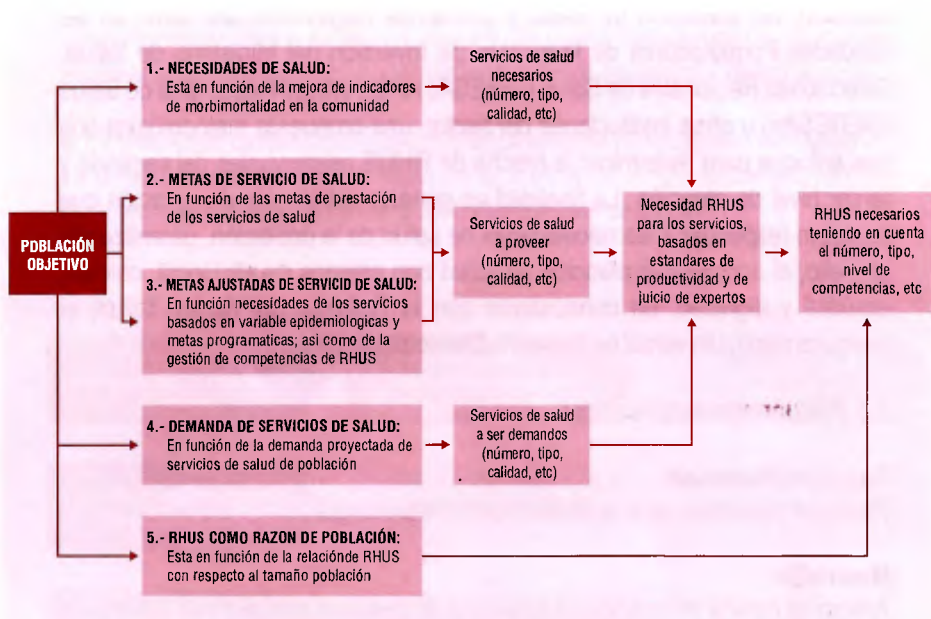 1.- NECESIDADES DE SALUD:
Esta en función de la mejora de indicadores
de morbimortalidad en la comunidad
Servicios de salud
necesarios
(número, tipo,
calidad, etc)
2.- METAS DE SERVICIO DE SALUD:
En función de las metas de prestación
de los servicios de salud
POBLACIÓN
OBJETIVO
3.- METAS AJUSTADAS DE SERVICIO DE SALUD:
En función necesidades de los servicios
basados en variable epidemiologicas y
metas programaticas; asi como de la
gestión de competencias de RHUS
Servicios de salud
a proveer
(número, tipo,
calidad, etc)
Necesidad RHUS
para los servicios,
basados en
estandares de
productividad y de
juicio de expertos
RHUS necesarios
teniendo en cuenta
el número, tipo,
nivel de
competencias, etc
4.- DEMANDA DE SERVICIOS DE SALUD:
En función de la demanda proyectada de
servicios de salud de población
Servicios de salud
a ser demandos
(número, tipo,
calidad, etc)
5.- RHUS COMO RAZON DE POBLACIÓN:
Esta en función de la relaciónde RHUS
con respecto al tamaño población